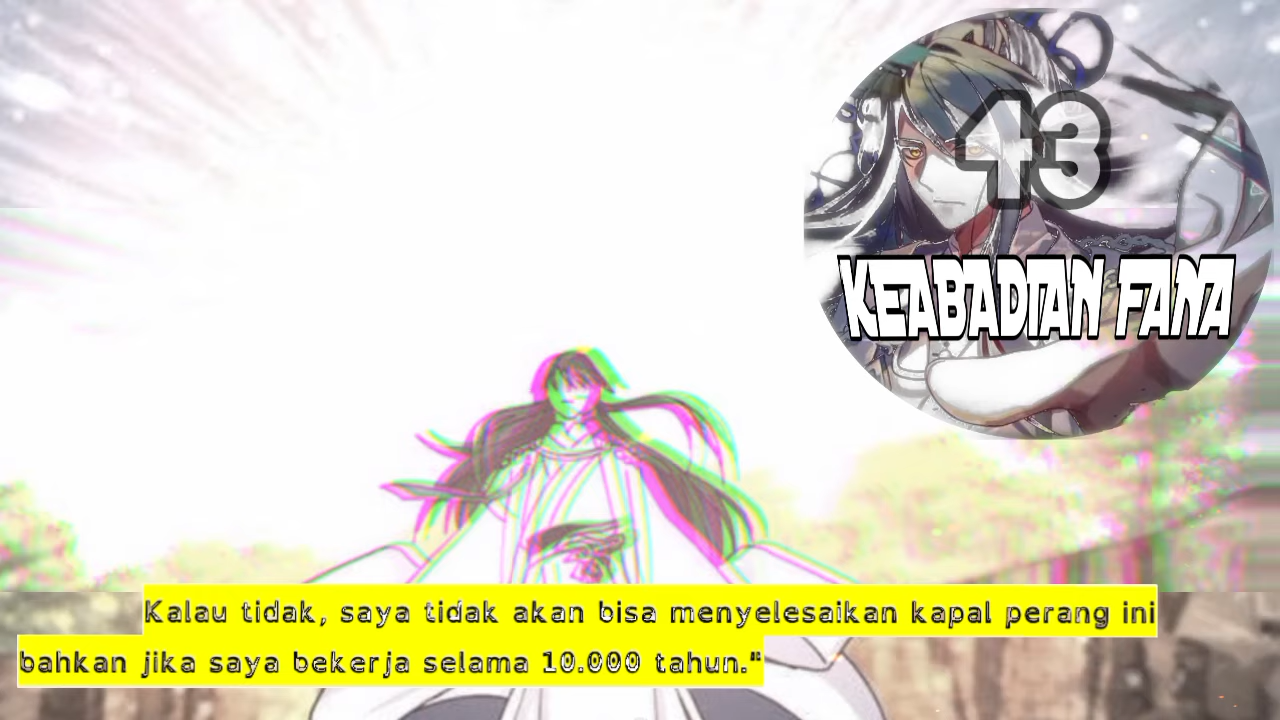 43
KEABADIAN FANA
Kalau tidak, saya tidak akan bisa menyelesaikan kapal perang ini
bahkan jika saya bekerja selama 10.000 tahun."